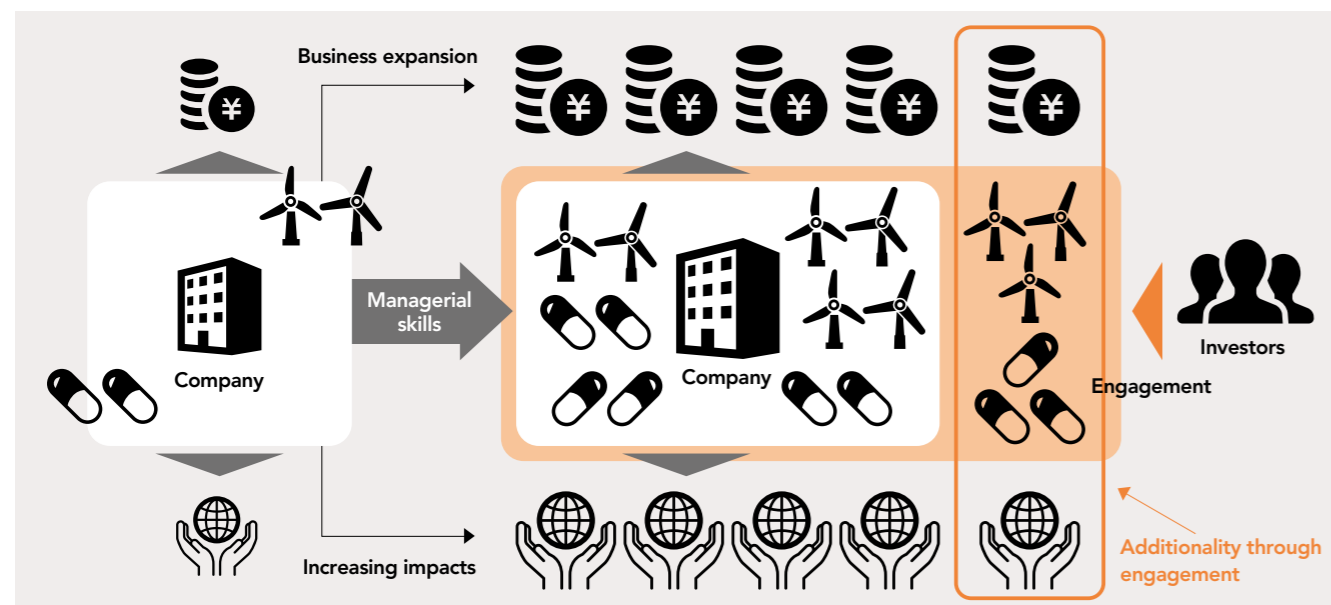 Business expansion
¥
¥
¥
¥
¥
¥
Managerial
skills
Company
Company
Investors
Engagement
Increasing impacts
Additionality through
engagement